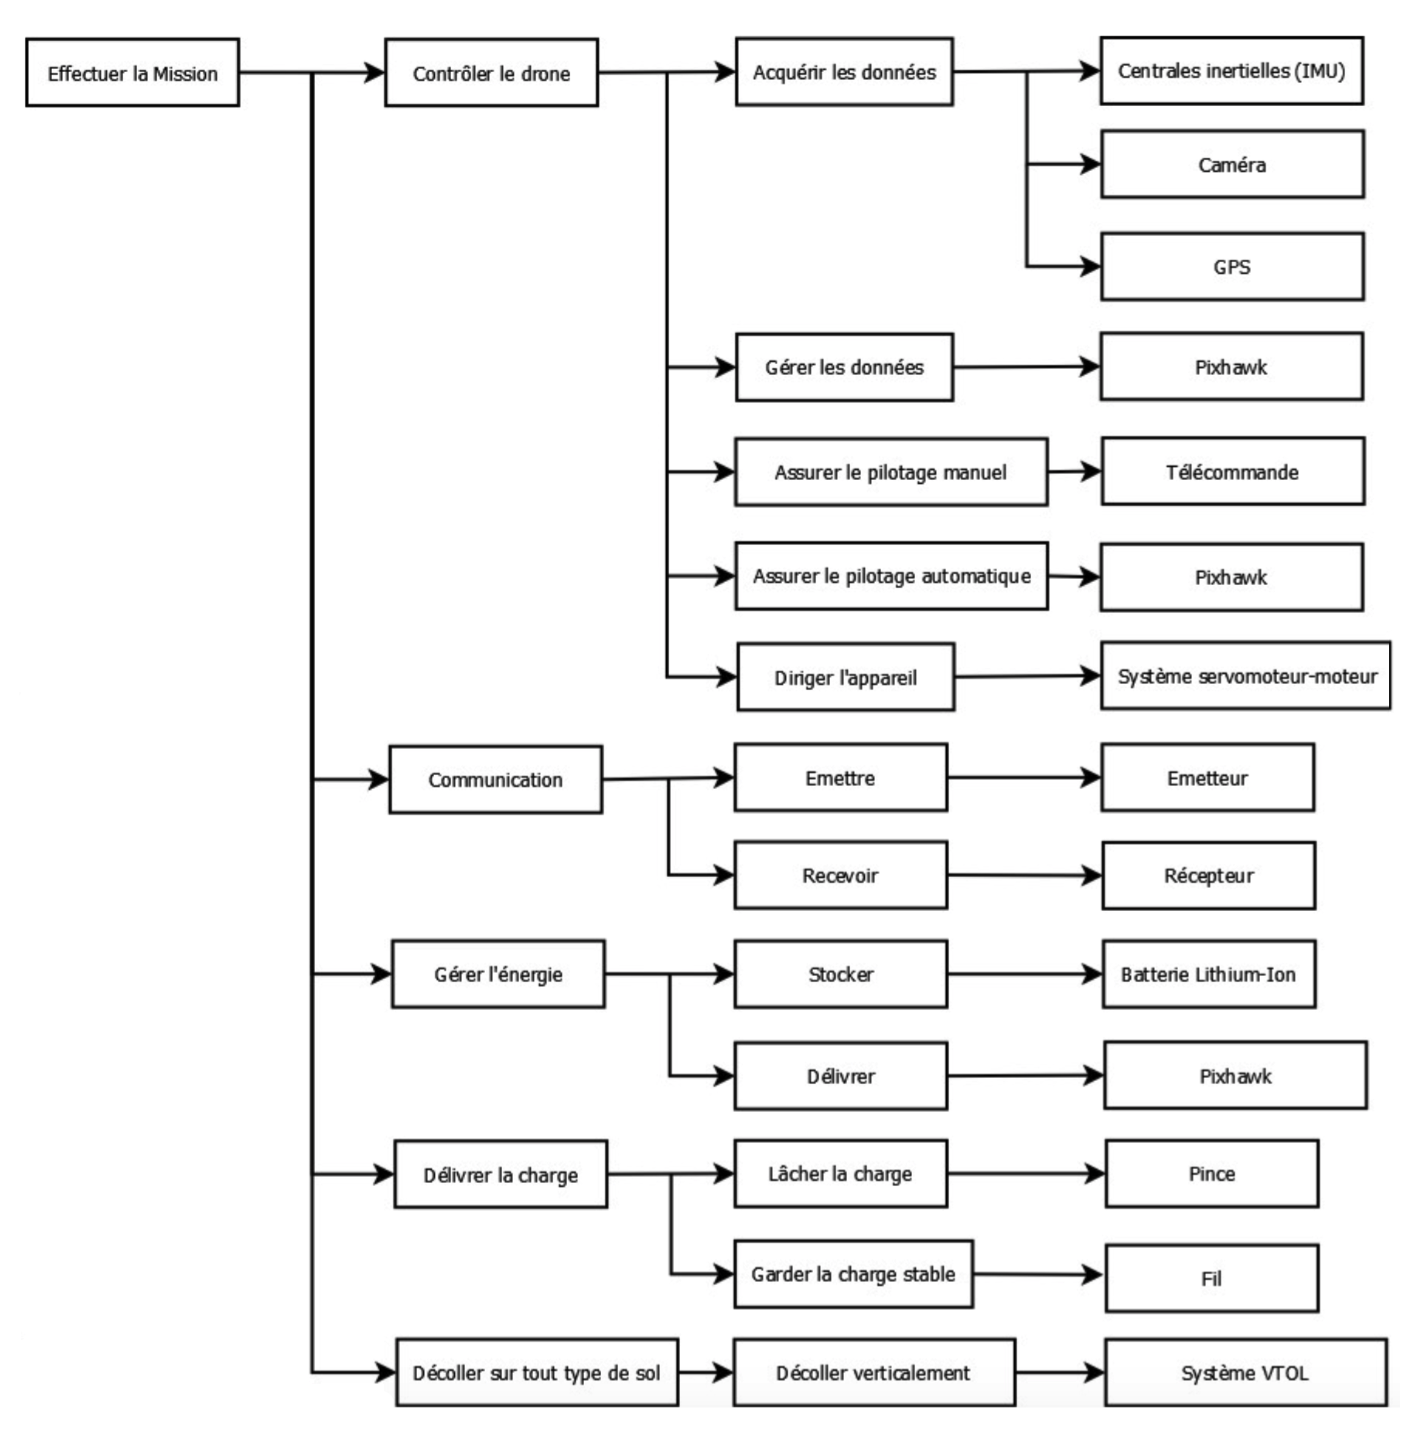 Effectuer la Mission
Contrôler le drone
Acquérir les données
Centrales inertielles (IMU)
Caméra
GPS
Gérer les données
Pixhawk
Assurer le pilotage manuel
Télécommande
Assurer le pilotage automatique
Pixhawk
Diriger l'appareil
Système servomoteur-moteur
Communication
Emettre
Emetteur
Recevoir
Récepteur
Gérer l'énergie
Stocker
Batterie Lithium-Ion
Délivrer
Pixhawk
Délivrer la charge
Lâcher la charge
Pince
Garder la charge stable
Fil
Décoller sur tout type de sol
Décoller verticalement
Système VTOL